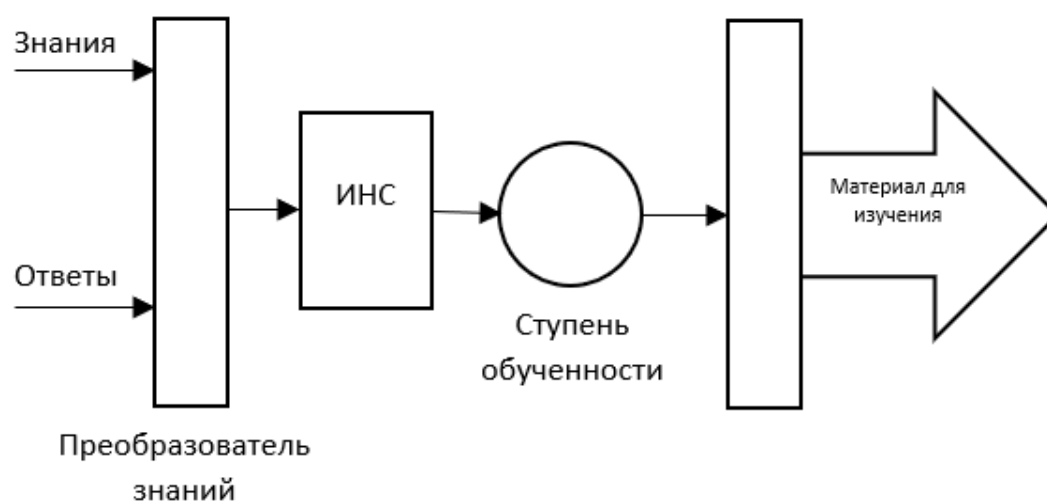 Знания
ИНС
Материал для
изучения
Ответы
Ступень
обученности
Преобразователь
знаний